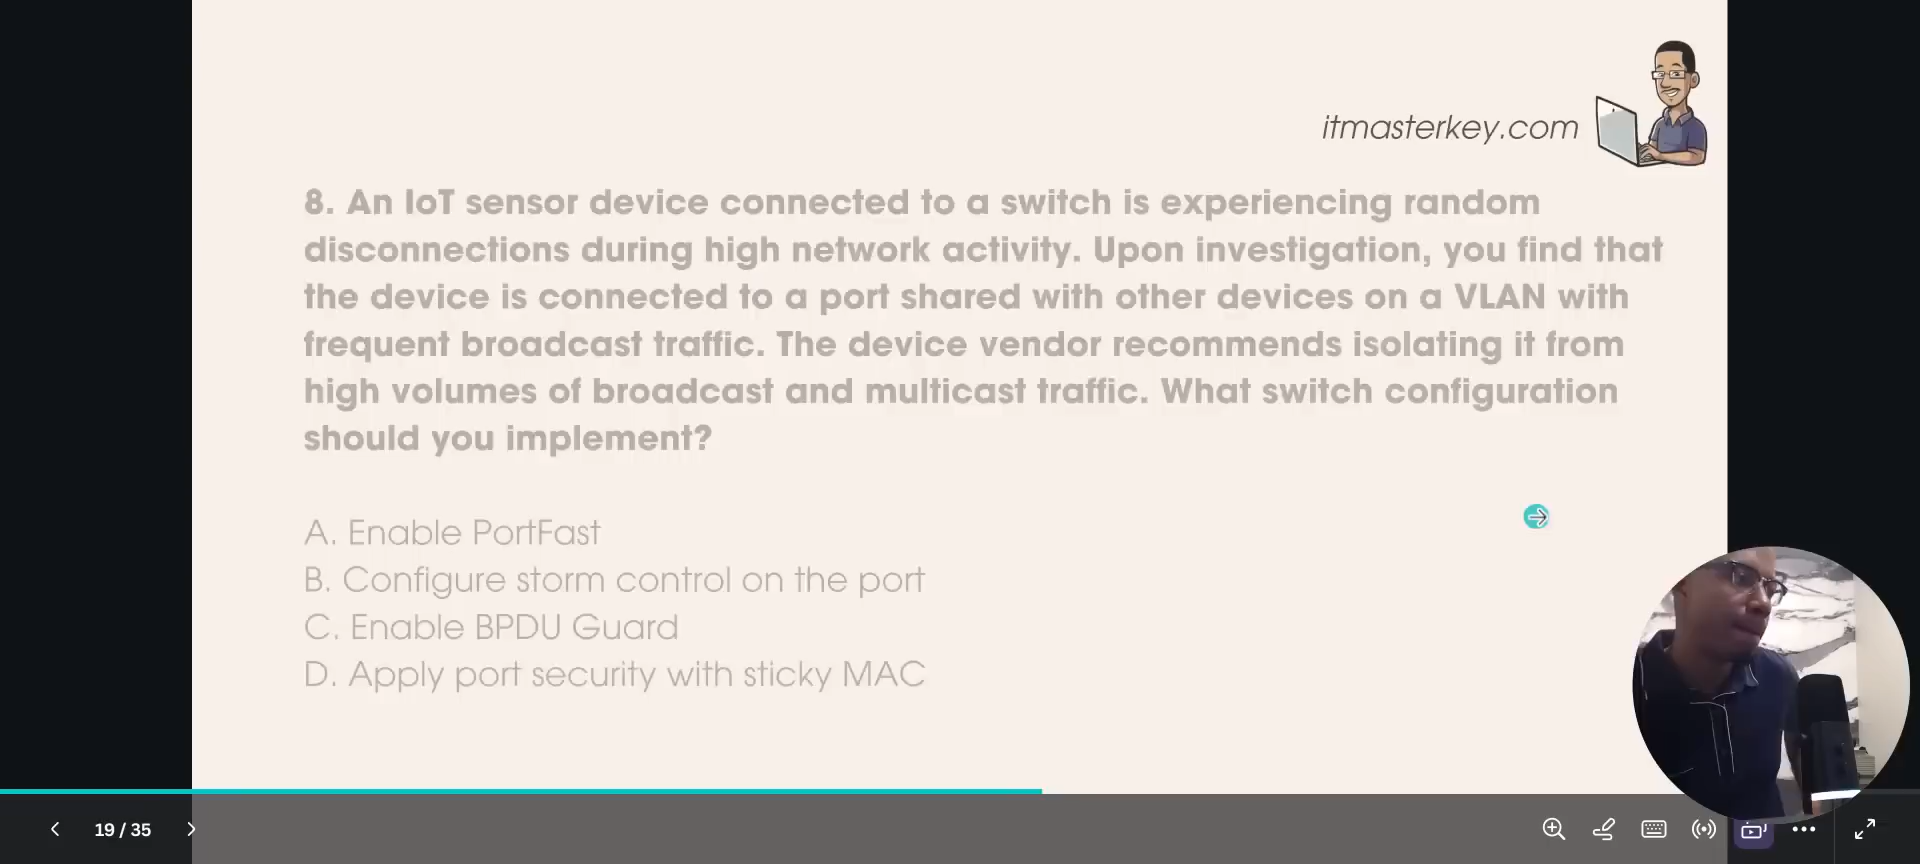 itmasterkey.com
8. An IoT sensor device connected to a switch is experiencing random
disconnections during high network activity. Upon investigation, you find that
the device is connected to a port shared with other devices on a VLAN with
frequent broadcast traffic. The device vendor recommends isolating it from
high volumes of broadcast and multicast traffic. What switch configuration
should you implement?
A. Enable PortFast
B. Configure storm control on the port
C. Enable BPDU Guard
D. Apply port security with sticky MAC
19 / 35